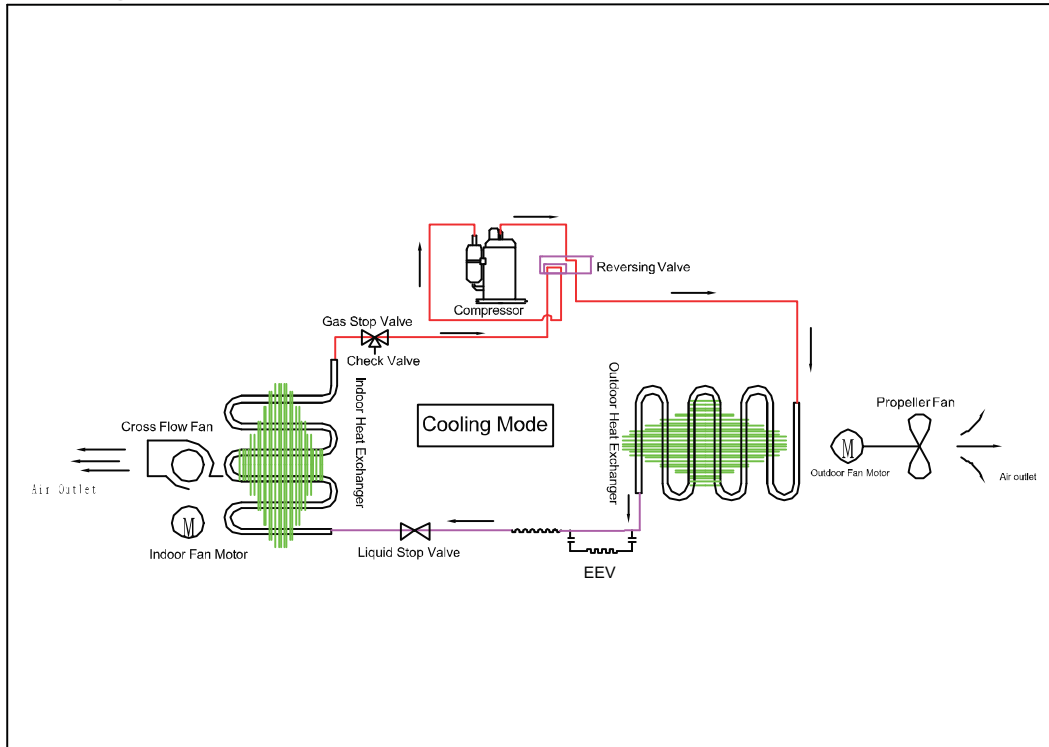 Reversing Valve
Compressor
Gas Stop Valve
Check Valve
Indoor Heat Exchanger
Outdoor Heat Exchanger
Cooling Mode
Propeller Fan
Cross Flow Fan
M
Outdoor Fan Motor
Air outlet
Air Outlet
M
Indoor Fan Motor
Liquid Stop Valve
EEV